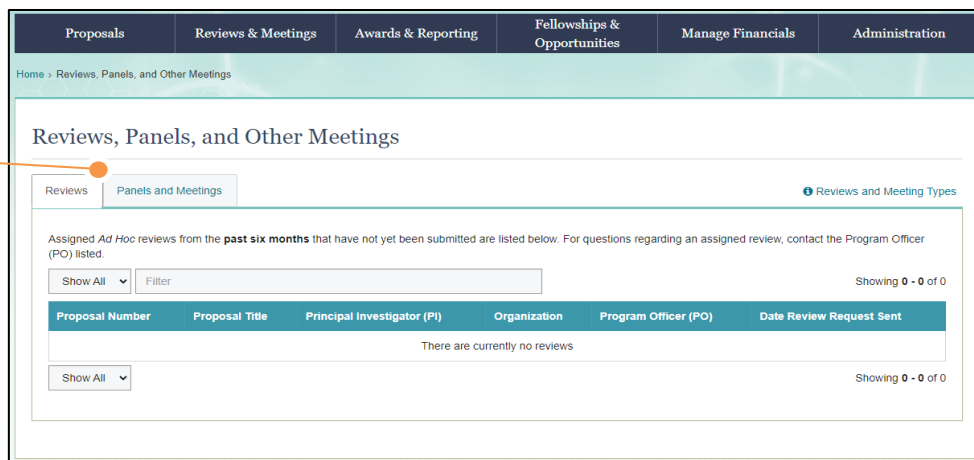 Proposals Reviews & Meetings Awards & Reporting Fellowships & Opportunities Manage Financials Administration
Home › Reviews, Panels, and Other Meetings
Reviews, Panels, and Other Meetings
Reviews Panels and Meetings Reviews and Meeting Types
Assigned Ad Hoc reviews from the past six months that have not yet been submitted are listed below. For questions regarding an assigned review, contact the Program Officer
(PO) listed.
Show All Filter Showing 0 - 0 of 0
Proposal Number Proposal Title Principal Investigator (PI) Organization Program Officer (PO) Date Review Request Sent
There are currently no reviews
Show All Showing 0 - 0 of 0